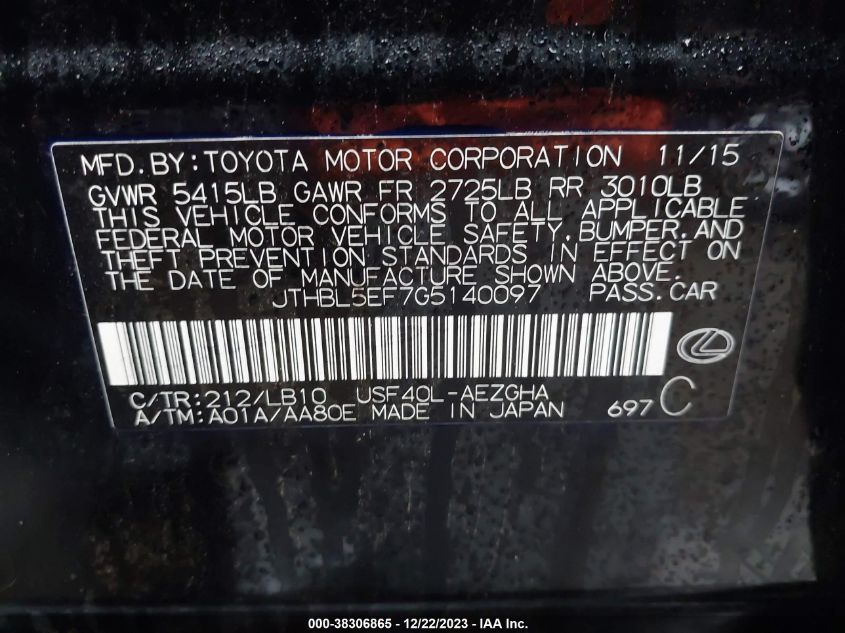 MFD.BY:TOYOTA MOTOR CORPORATION 11/15
GVWR 5415LB GAWR FR 2725LB RR 3010LB
THIS VEHICLE CONFORMS TO ALL APPLICABLE
FEDERAL MOTOR VEHICLE SAFETY,BUMPER,AND
THEFT PREVENTION STANDARDS IN EFFECT ON
THE DATE OF MANUFACTURE SHOWN ABOVE.
JTHBL5EF7G5140097 PASS.CAR
C/TR:212/LB10 USF40L-AEZGHA
A/TM:A01A/AA80E MADE IN JAPAN 697 C
000-38306865 - 12/22/2023 - IAA Inc.